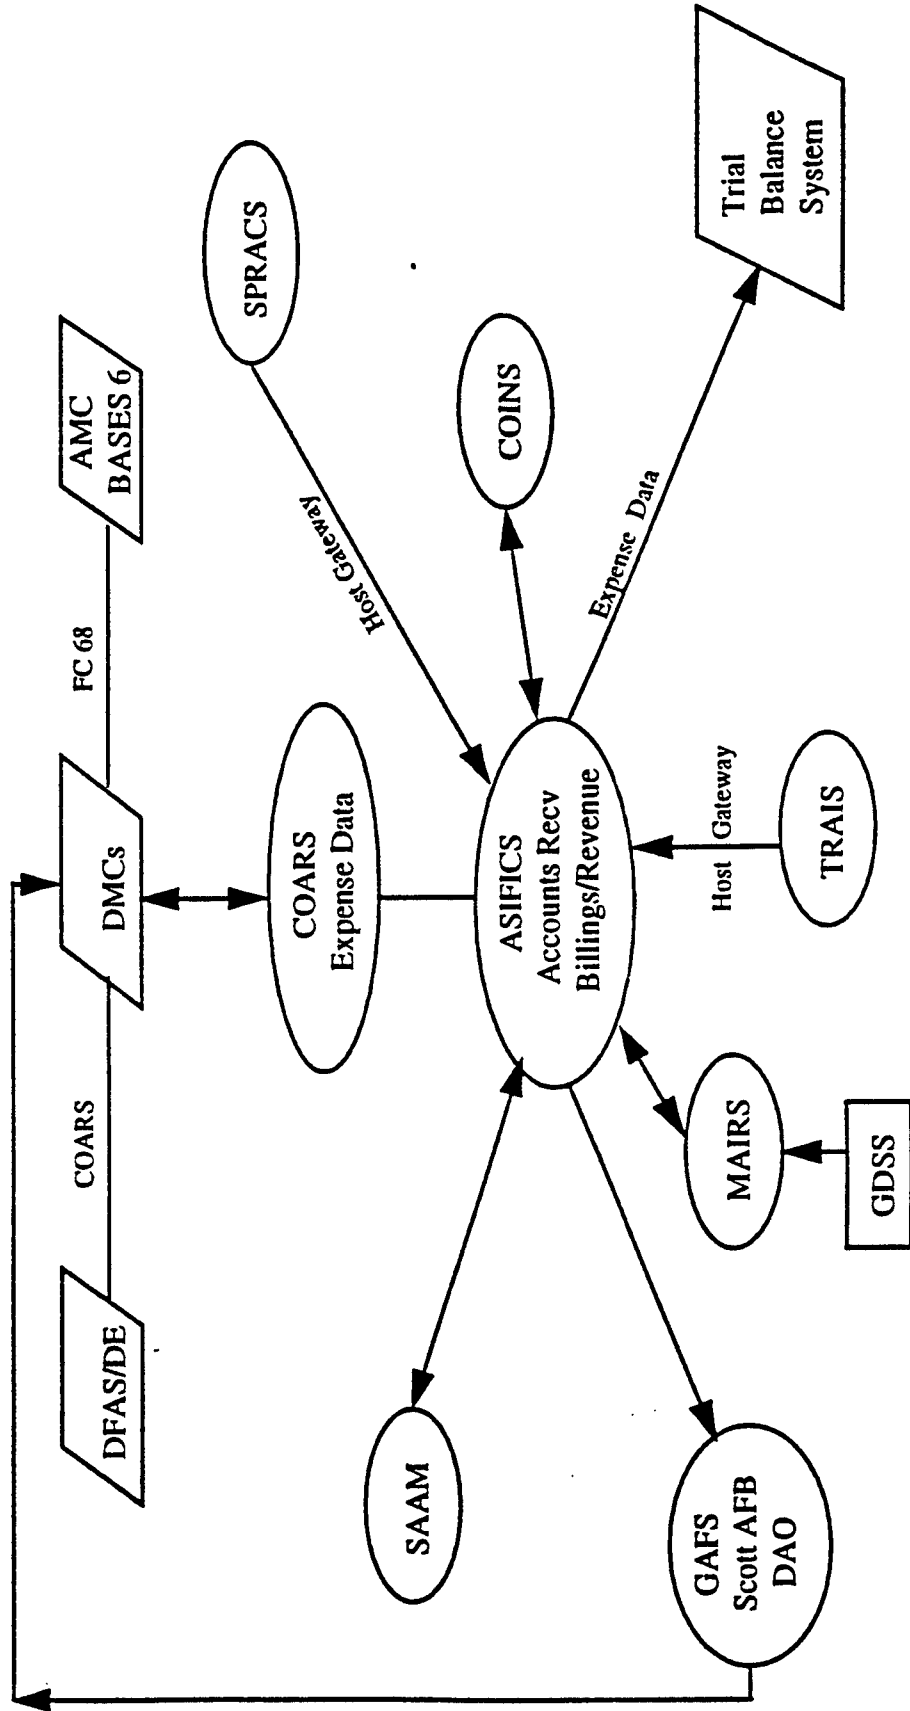 DFAS/DE
COARS
DMCs
FC 68
AMC
BASES 6
COARS
Expense Data
SPRACS
Host Gateway
SAAM
ASIFICS
Accounts Recv
Billings/Revenue
COINS
Expense Data
GAFS
Scott AFB
DAO
MAIRS
GDSS
Host Gateway
TRAIS
Trial
Balance
System